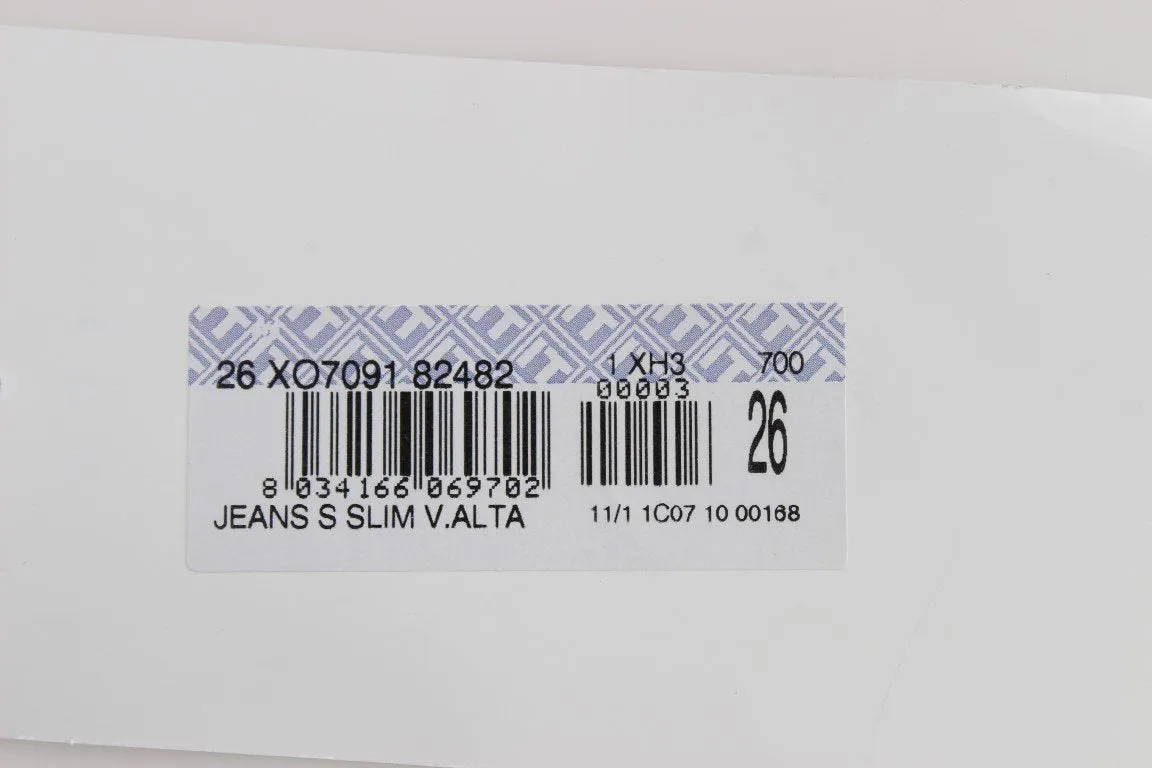 26 XO7091 82482
1 XH3 700
00003
26
8 034166 069702
JEANS S SLIM V.ALTA
11/1 1C07 10 00168